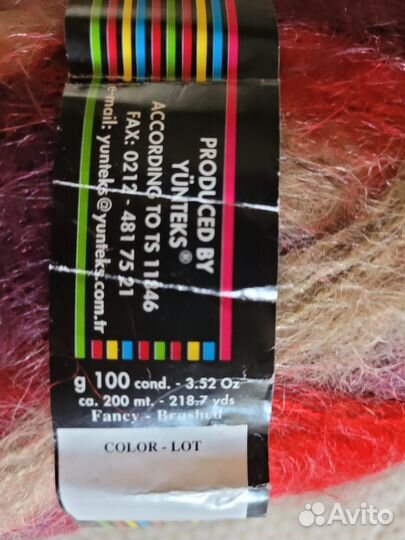 PRODUCED BY
YÜNTEKS®
ACCORDING TO TS 11846
FAX: 0212 - 481 75 21
e-mail: yunteks@yunteks.com.tr
g 100 cond. - 3.52 Oz
ca. 200 mt. - 218.7 yds
Fancy - Brushed
COLOR - LOT
Avito